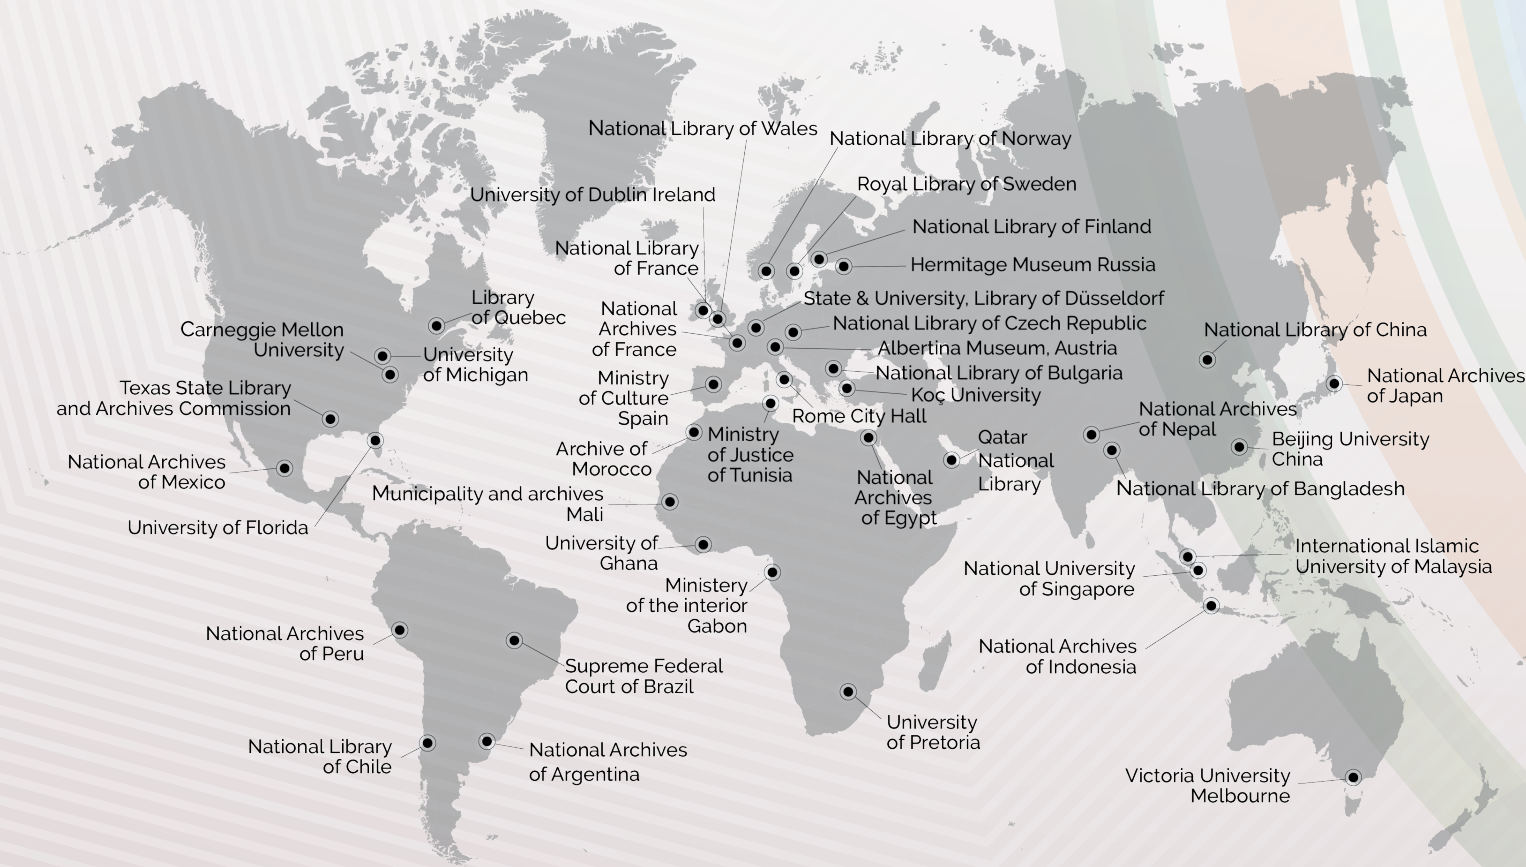 National Library of Wales
National Library of Norway
Royal Library of Sweden
University of Dublin Ireland
National Library of Finland
National Library
of France
Hermitage Museum Russia
Library
of Quebec
State & University, Library of Düsseldorf
National
Archives
of France
National Library of Czech Republic
Carneggie Mellon
University
National Library of China
University
of Michigan
Albertina Museum, Austria
Ministry
of Culture
Spain
National Library of Bulgaria
National Archives
of Japan
Texas State Library
and Archives Commission
Koç University
Rome City Hall
National Archives
of Nepal
Ministry
of Justice
of Tunisia
Qatar
National
Library
Beijing University
China
Archive of
Morocco
National Archives
of Mexico
National
Archives
of Egypt
National Library of Bangladesh
Municipality and archives
Mali
University of Florida
University of
Ghana
International Islamic
University of Malaysia
National University
of Singapore
Ministery
of the interior
Gabon
National Archives
of Peru
National Archives
of Indonesia
Supreme Federal
Court of Brazil
University
of Pretoria
National Library
of Chile
National Archives
of Argentina
Victoria University
Melbourne